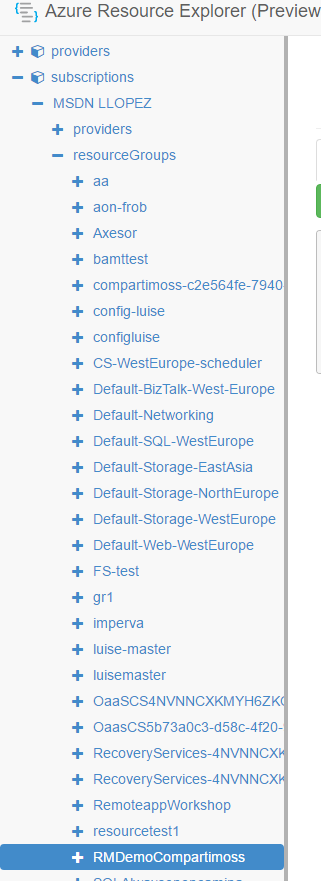 Azure Resource Explorer (Preview
providers
subscriptions
MSDN LLOPEZ
providers
resourceGroups
aa
aon-frob
Axesor
bamttest
compartimoss-c2e564fe-7940
config-luise
configluise
CS-WestEurope-scheduler
Default-BizTalk-West-Europe
Default-Networking
Default-SQL-WestEurope
Default-Storage-EastAsia
Default-Storage-NorthEurope
Default-Storage-WestEurope
Default-Web-WestEurope
FS-test
gr1
imperva
luise-master
luisemaster
OaaSCS4NVNNCXKMYH6ZK
OaasCS5b73a0c3-d58c-4f20-
RecoveryServices-4NVNNCXK
RecoveryServices-4NVNNCXK
RemoteappWorkshop
resourcetest1
RMDemoCompartimoss